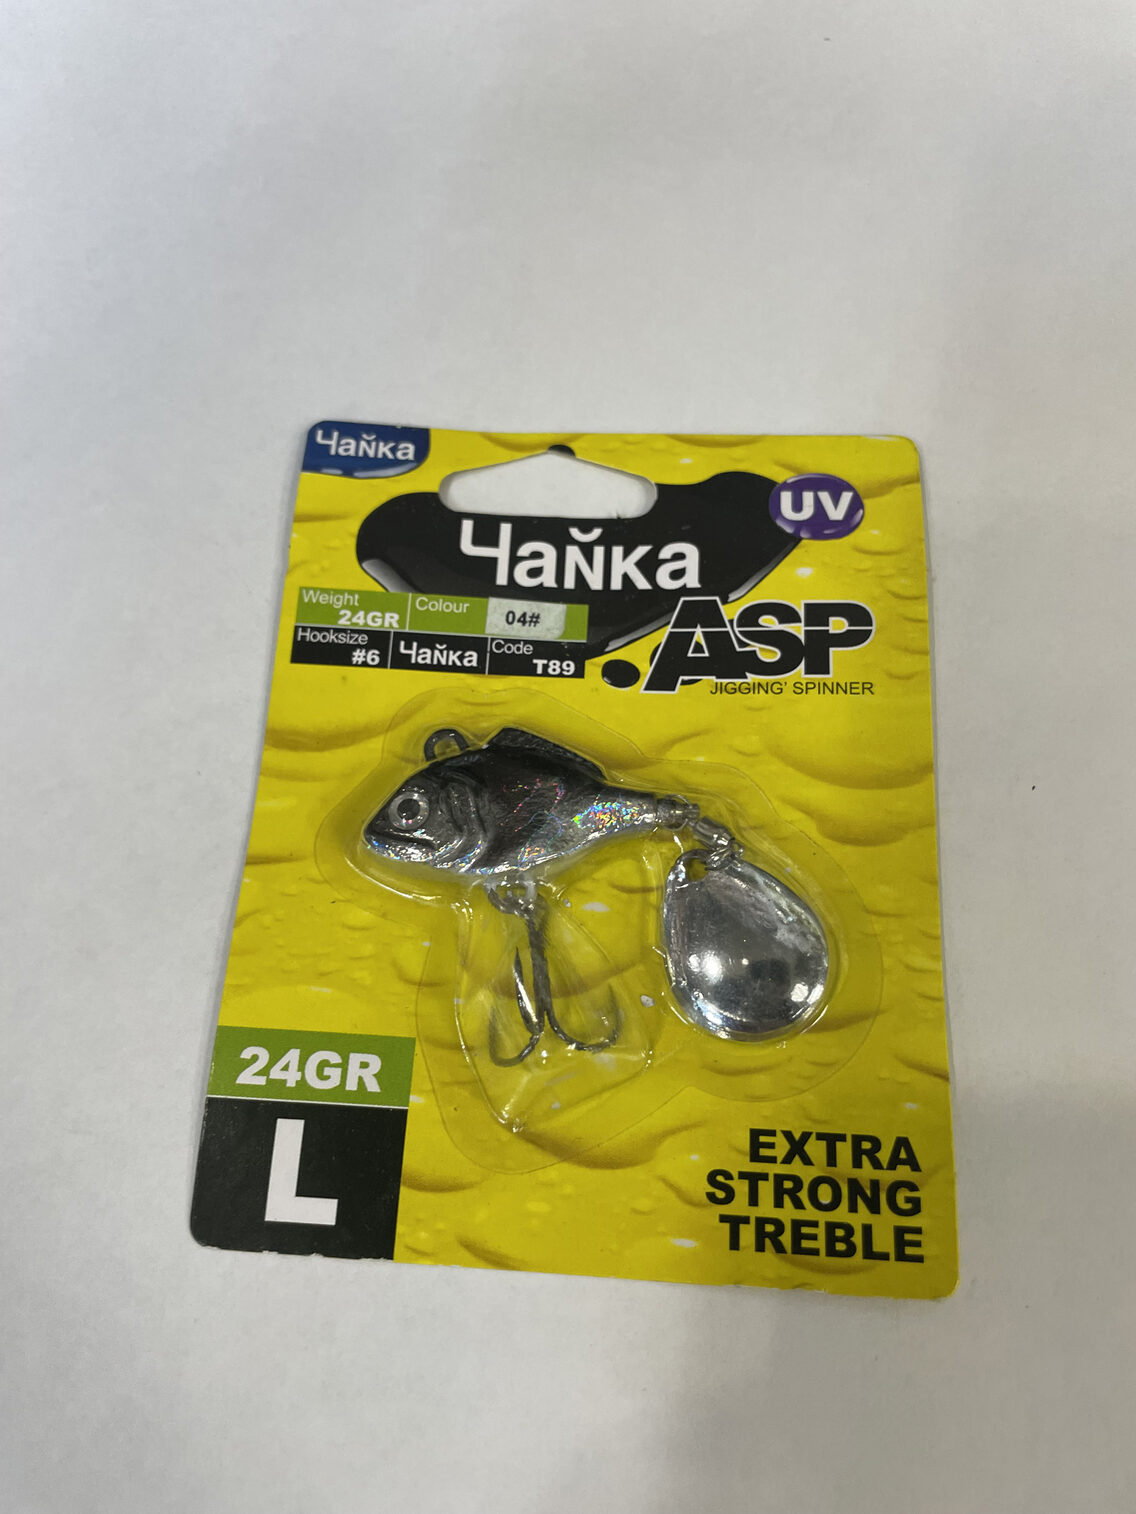 Чайка
UV
Чайка
Weight 24GR Colour 04#
Hooksize #6 Чайка Code T89
ASP
JIGGING' SPINNER
24GR
L
EXTRA
STRONG
TREBLE